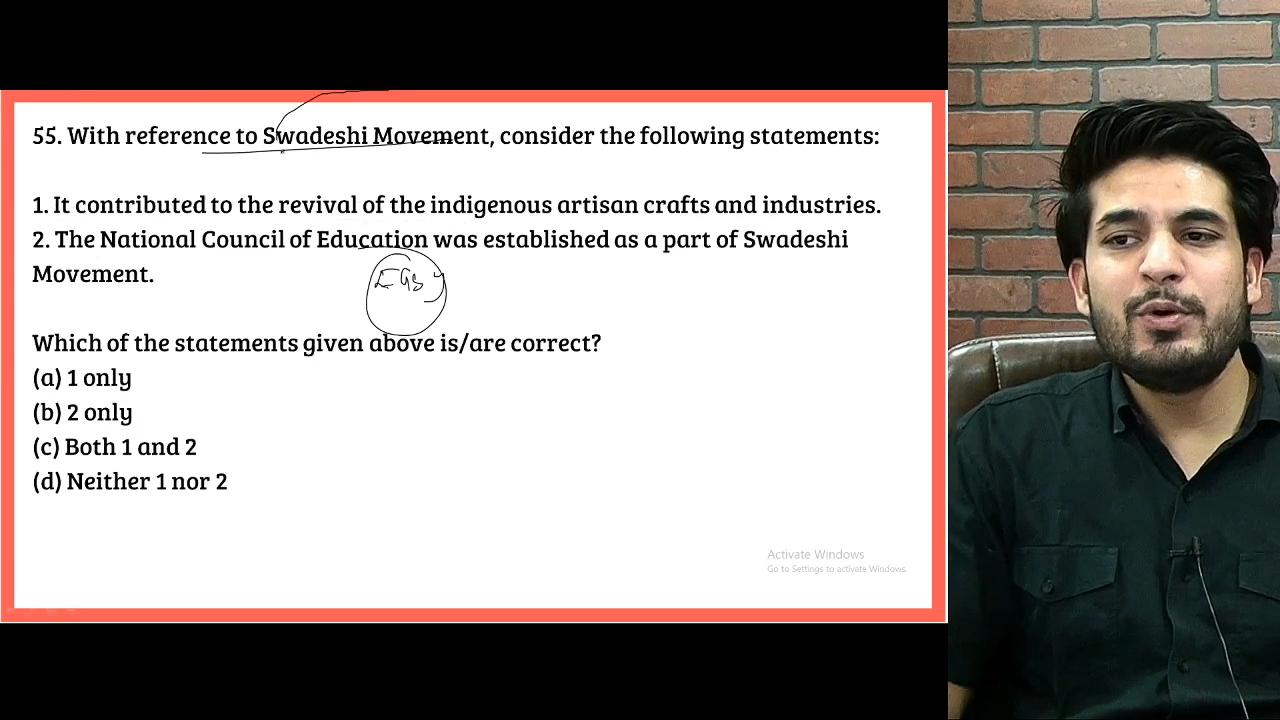 55. With reference to Swadeshi Movement, consider the following statements:
1. It contributed to the revival of the indigenous artisan crafts and industries.
2. The National Council of Education was established as a part of Swadeshi
Movement.
Which of the statements given above is/are correct?
(a) 1 only
(b) 2 only
(c) Both 1 and 2
(d) Neither 1 nor 2
Activate Windows
Go to Settings to activate Windows.